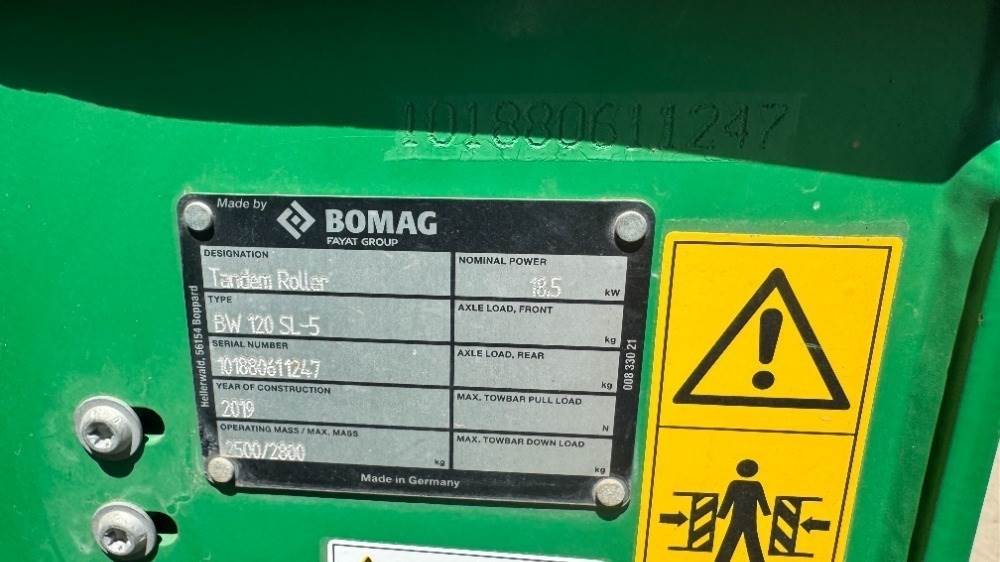 101880611247
Made by
BOMAG
FAYAT GROUP
DESIGNATION
Tandem Roller
NOMINAL POWER
18.5 kW
TYPE
BW 120 SL-5
AXLE LOAD, FRONT
kg
SERIAL NUMBER
101880611247
AXLE LOAD, REAR
kg
YEAR OF CONSTRUCTION
2019
MAX. TOWBAR PULL LOAD
N
OPERATING MASS / MAX. MASS
2500/2800 kg
MAX. TOWBAR DOWN LOAD
kg
Made in Germany
Hellerwald, 56154 Boppard
008 330 21